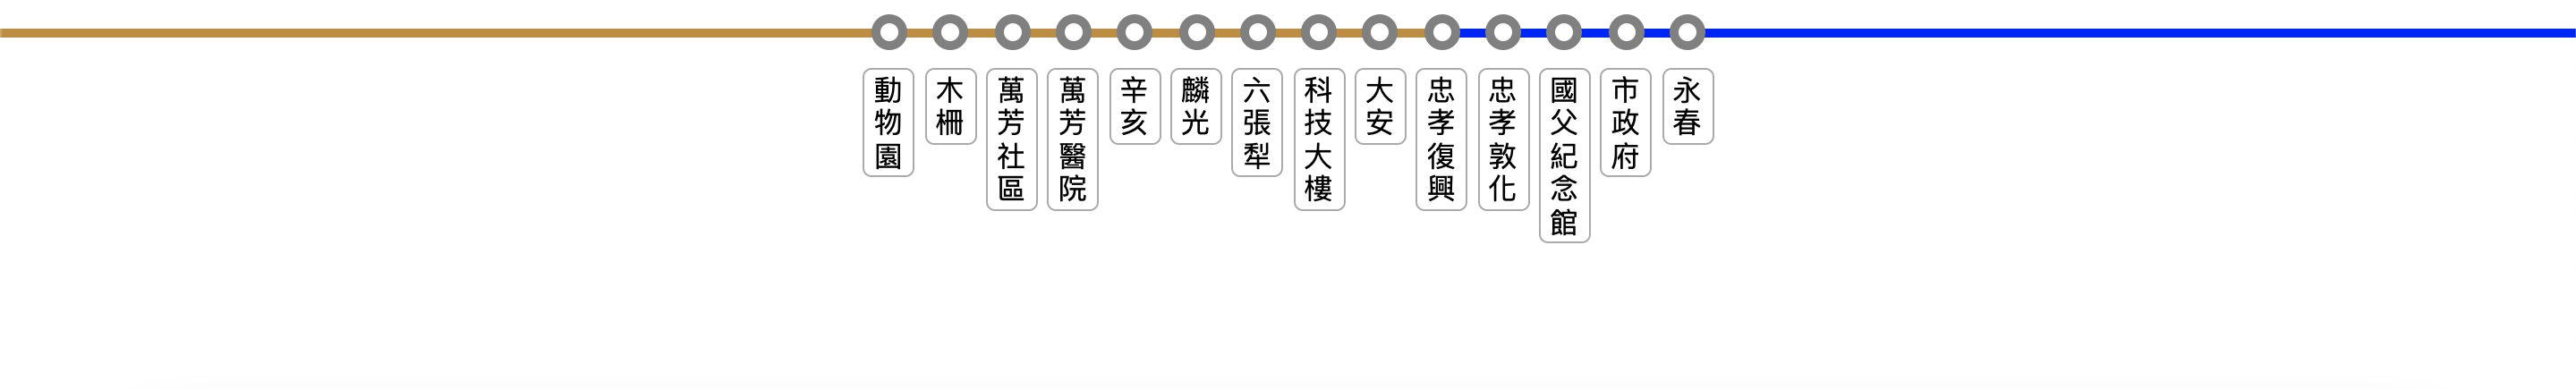 動物園
木柵
萬芳社區
萬芳醫院
辛亥
麟光
六張犁
科技大樓
大安
忠孝復興
忠孝敦化
國父紀念館
市政府
永春